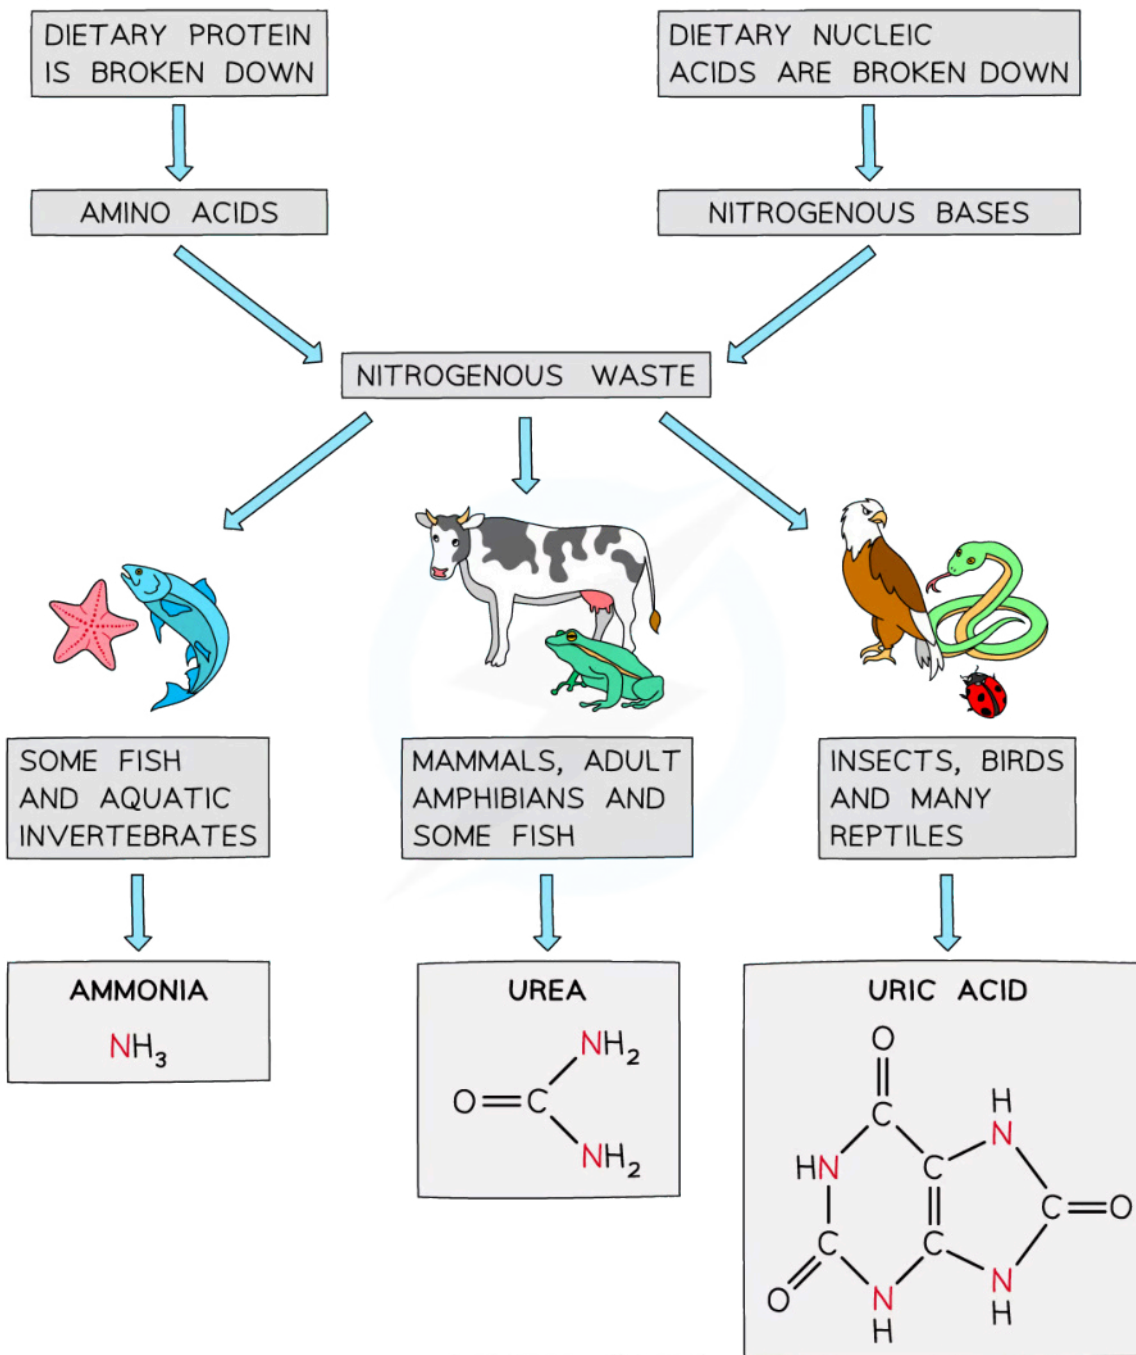 DIETARY PROTEIN
IS BROKEN DOWN
DIETARY NUCLEIC
ACIDS ARE BROKEN DOWN
AMINO ACIDS
NITROGENOUS BASES
NITROGENOUS WASTE
SOME FISH
AND AQUATIC
INVERTEBRATES
MAMMALS, ADULT
AMPHIBIANS AND
SOME FISH
INSECTS, BIRDS
AND MANY
REPTILES
AMMONIA
NH₃
UREA
NH₂
O=C
NH₂
URIC ACID
O
C
H
N
HN
C
C=O
C
C
O
N
H
N
H